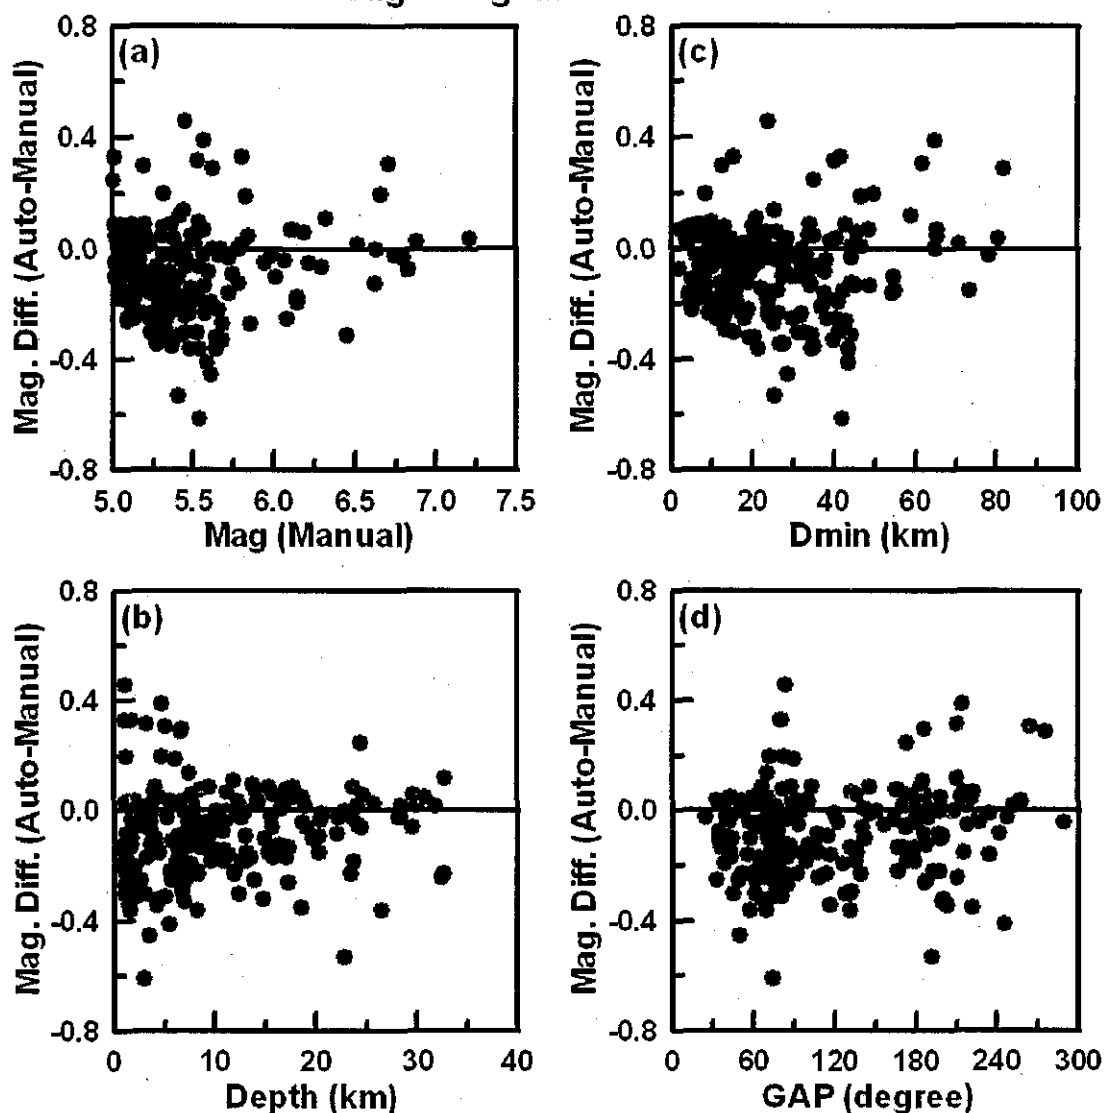 (a)
Mag. Diff. (Auto-Manual)
0.8
0.4
0.0
-0.4
-0.8
5.0 5.5 6.0 6.5 7.0 7.5
Mag (Manual)
(c)
Mag. Diff. (Auto-Manual)
0.8
0.4
0.0
-0.4
-0.8
0 20 40 60 80 100
Dmin (km)
(b)
Mag. Diff. (Auto-Manual)
0.8
0.4
0.0
-0.4
-0.8
0 10 20 30 40
Depth (km)
(d)
Mag. Diff. (Auto-Manual)
0.8
0.4
0.0
-0.4
-0.8
0 60 120 180 240 300
GAP (degree)